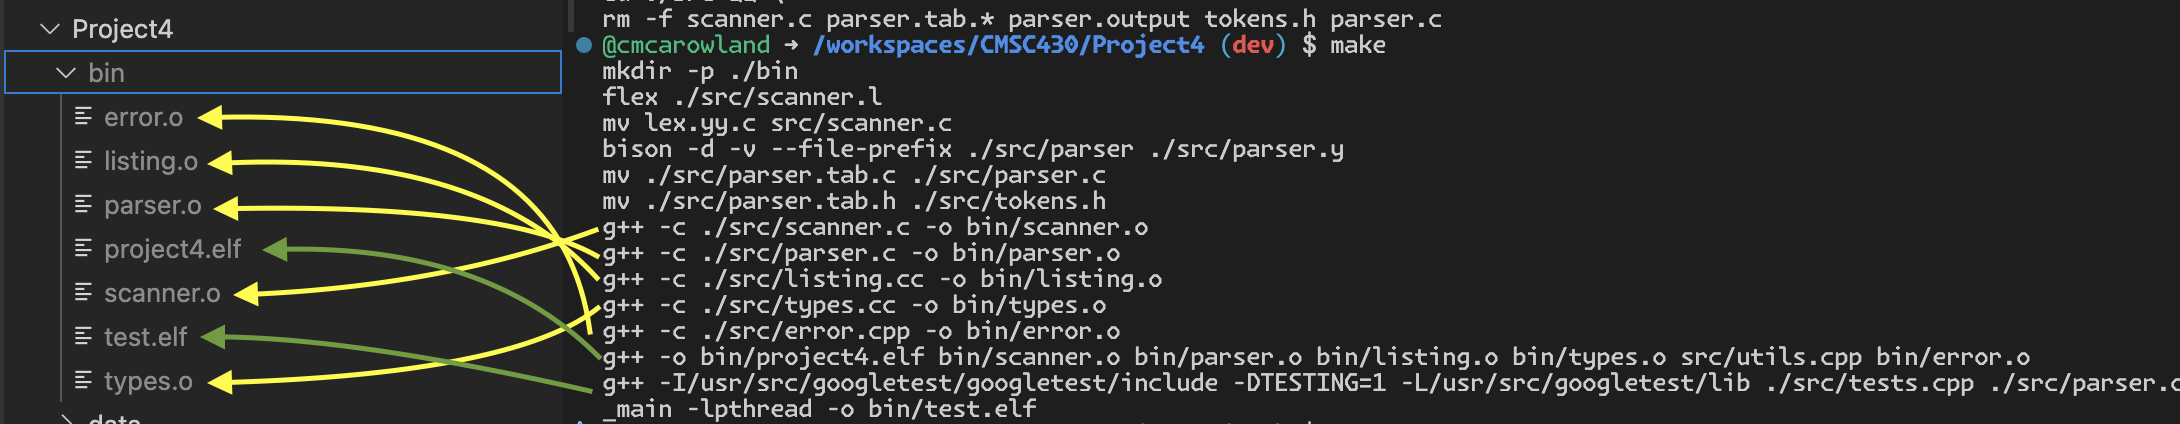 Project4
bin
error.o
listing.o
parser.o
project4.elf
scanner.o
test.elf
types.o
data
rm -f scanner.c parser.tab.* parser.output tokens.h parser.c
@cmcarowland ➜ /workspaces/CMSC430/Project4 (dev) $ make
mkdir -p ./bin
flex ./src/scanner.l
mv lex.yy.c src/scanner.c
bison -d -v --file-prefix ./src/parser ./src/parser.y
mv ./src/parser.tab.c ./src/parser.c
mv ./src/parser.tab.h ./src/tokens.h
g++ -c ./src/scanner.c -o bin/scanner.o
g++ -c ./src/parser.c -o bin/parser.o
g++ -c ./src/listing.cc -o bin/listing.o
g++ -c ./src/types.cc -o bin/types.o
g++ -c ./src/error.cpp -o bin/error.o
g++ -o bin/project4.elf bin/scanner.o bin/parser.o bin/listing.o bin/types.o src/utils.cpp bin/error.o
g++ -I/usr/src/googletest/googletest/include -DTESTING=1 -L/usr/src/googletest/lib ./src/tests.cpp ./src/parser.c
_main -lpthread -o bin/test.elf